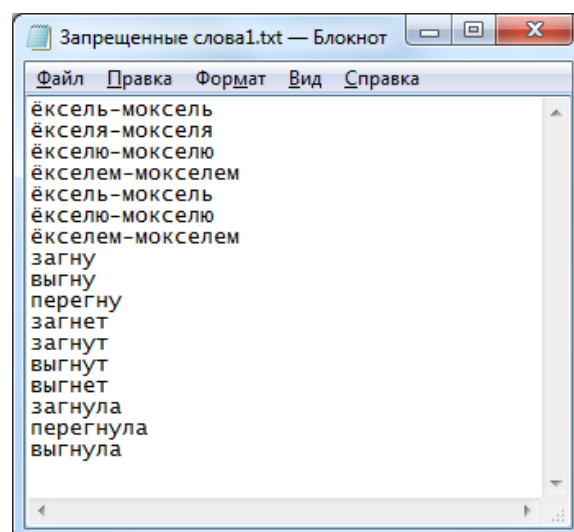 Запрещенные слова1.txt — Блокнот
Файл Правка Формат Вид Справка
ёксель-моксель
ёкселя-мокселя
ёкселю-мокселю
ёкселем-мокселем
ёксель-моксель
ёкселю-мокселю
ёкселем-мокселем
загну
выгну
перегну
загнет
загнут
выгнут
выгнет
загнула
перегнула
выгнула